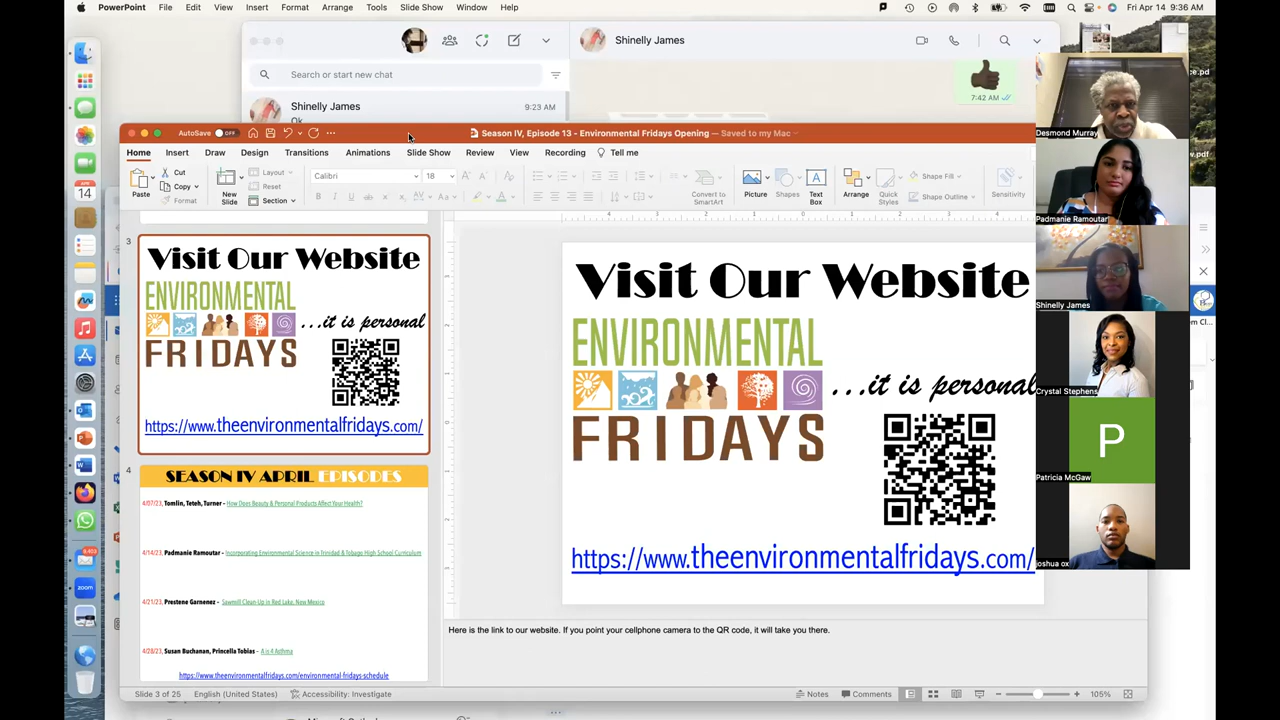 PowerPoint File Edit View Insert Format Arrange Tools Slide Show Window Help Fri Apr 14 9:36 AM
Shinelly James
Search or start new chat
7:42 AM
Shinelly James 9:23 AM
Ok
AutoSave OFF Season IV, Episode 13 - Environmental Fridays Opening — Saved to my Mac
Home Insert Draw Design Transitions Animations Slide Show Review View Recording Tell me
Paste Cut Copy Format
New Slide Layout Reset Section
Calibri 18
Convert to SmartArt
Picture Shapes Text Box Arrange Quick Styles Shape Fill Shape Outline Sensitivity
3
Visit Our Website
ENVIRONMENTAL
...it is personal
FRIDAYS
https://www.theenvironmentalfridays.com/
4
SEASON IV APRIL EPISODES
4/07/23, Tomlin, Teteh, Turner - How Does Beauty & Personal Products Affect Your Health?
4/14/23, Padmanie Ramoutar - Incorporating Environmental Science in Trinidad & Tobago High School Curriculum
4/21/23, Prestene Garnenez - Sawmill Clean-Up in Red Lake, New Mexico
4/28/23, Susan Buchanan, Princella Tobias - A is 4 Asthma
https://www.theenvironmentalfridays.com/environmental-fridays-schedule
Visit Our Website
ENVIRONMENTAL
...it is personal
FRIDAYS
https://www.theenvironmentalfridays.com/
Here is the link to our website. If you point your cellphone camera to the QR code, it will take you there.
Slide 3 of 25 English (United States) Accessibility: Investigate Notes Comments 105%
Desmond Murray
Padmanie Ramoutar
Shinelly James
Crystal Stephens
P
Patricia McGaw
joshua ox
APR
14
zoom